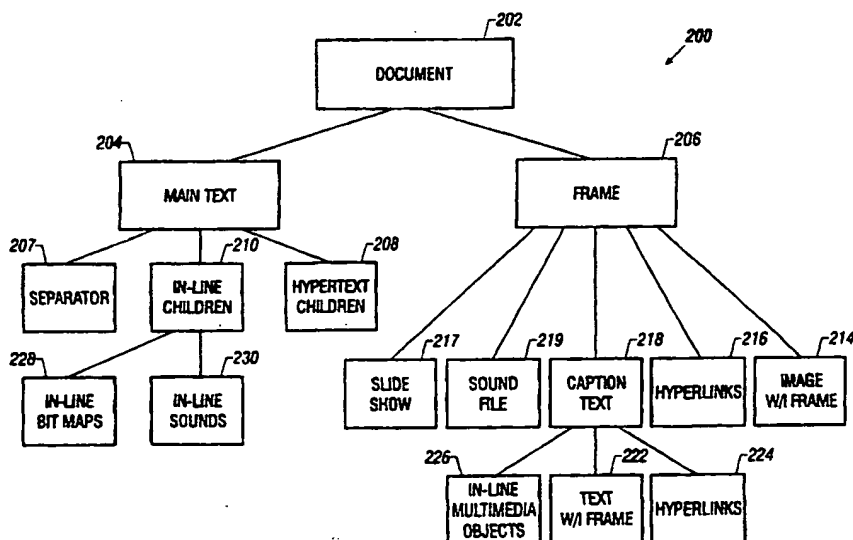 202
200
DOCUMENT
204
206
MAIN TEXT
FRAME
207
210
208
SEPARATOR
IN-LINE
CHILDREN
HYPERTEXT
CHILDREN
217
219
218
216
214
SLIDE
SHOW
SOUND
FILE
CAPTION
TEXT
HYPERLINKS
IMAGE
W/I FRAME
228
230
IN-LINE
BIT MAPS
IN-LINE
SOUNDS
226
222
224
IN-LINE
MULTIMEDIA
OBJECTS
TEXT
W/I FRAME
HYPERLINKS